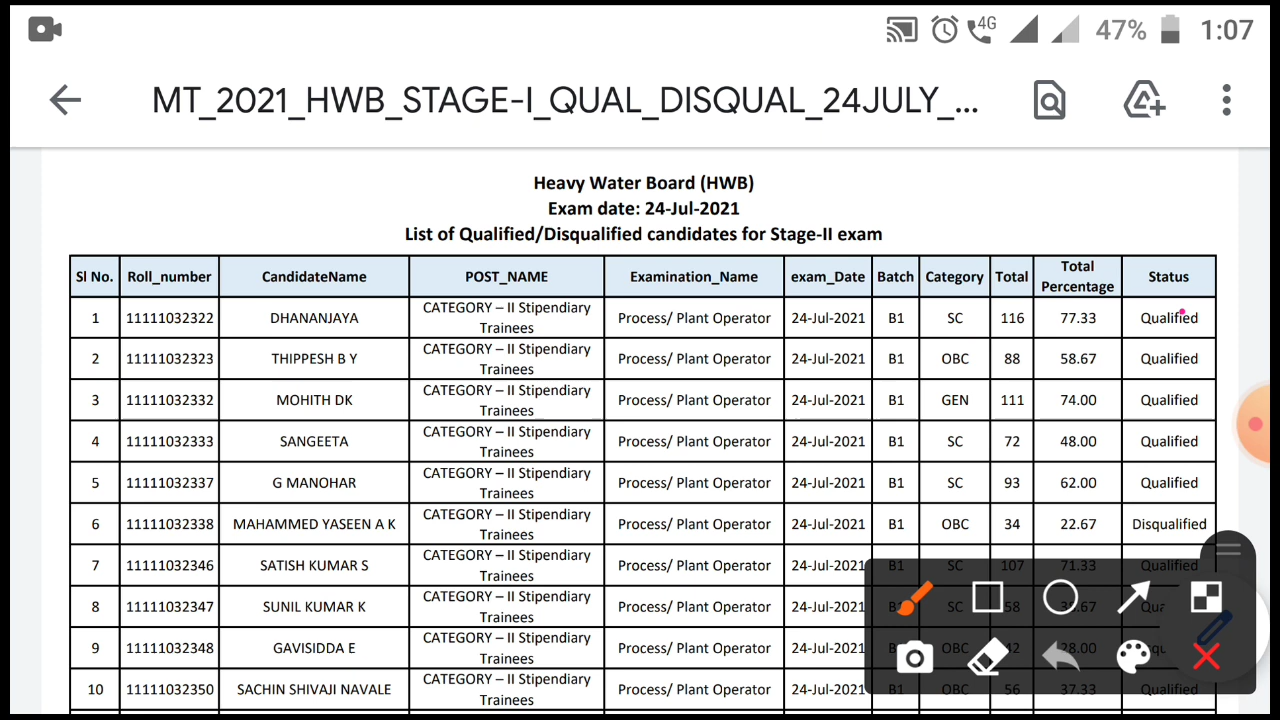 47% 1:07
4G
MT_2021_HWB_STAGE-I_QUAL_DISQUAL_24JULY_...
Heavy Water Board (HWB)
Exam date: 24-Jul-2021
List of Qualified/Disqualified candidates for Stage-II exam
Sl No. Roll_number CandidateName POST_NAME Examination_Name exam_Date Batch Category Total Total Percentage Status
1 11111032322 DHANANJAYA CATEGORY – II Stipendiary Trainees Process/ Plant Operator 24-Jul-2021 B1 SC 116 77.33 Qualified
2 11111032323 THIPPESH B Y CATEGORY – II Stipendiary Trainees Process/ Plant Operator 24-Jul-2021 B1 OBC 88 58.67 Qualified
3 11111032332 MOHITH DK CATEGORY – II Stipendiary Trainees Process/ Plant Operator 24-Jul-2021 B1 GEN 111 74.00 Qualified
4 11111032333 SANGEETA CATEGORY – II Stipendiary Trainees Process/ Plant Operator 24-Jul-2021 B1 SC 72 48.00 Qualified
5 11111032337 G MANOHAR CATEGORY – II Stipendiary Trainees Process/ Plant Operator 24-Jul-2021 B1 SC 93 62.00 Qualified
6 11111032338 MAHAMMED YASEEN A K CATEGORY – II Stipendiary Trainees Process/ Plant Operator 24-Jul-2021 B1 OBC 34 22.67 Disqualified
7 11111032346 SATISH KUMAR S CATEGORY – II Stipendiary Trainees Process/ Plant Operator 24-Jul-2021 B1 SC 107 71.33 Qualified
8 11111032347 SUNIL KUMAR K CATEGORY – II Stipendiary Trainees Process/ Plant Operator 24-Jul-2021 SC 58
9 11111032348 GAVISIDDA E CATEGORY – II Stipendiary Trainees Process/ Plant Operator 24-Jul-2021 OBC 28.00
10 11111032350 SACHIN SHIVAJI NAVALE CATEGORY – II Stipendiary Trainees Process/ Plant Operator 24-Jul-2021 B1 OBC 56 37.33 Qualified